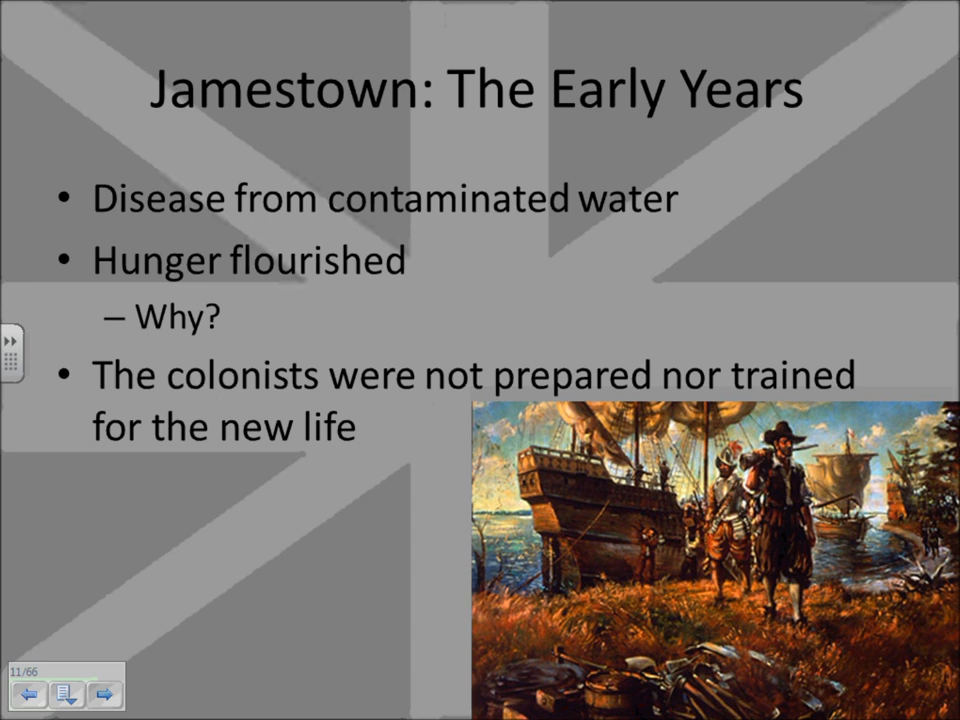 Jamestown: The Early Years
• Disease from contaminated water
• Hunger flourished
– Why?
• The colonists were not prepared nor trained
for the new life
11/66